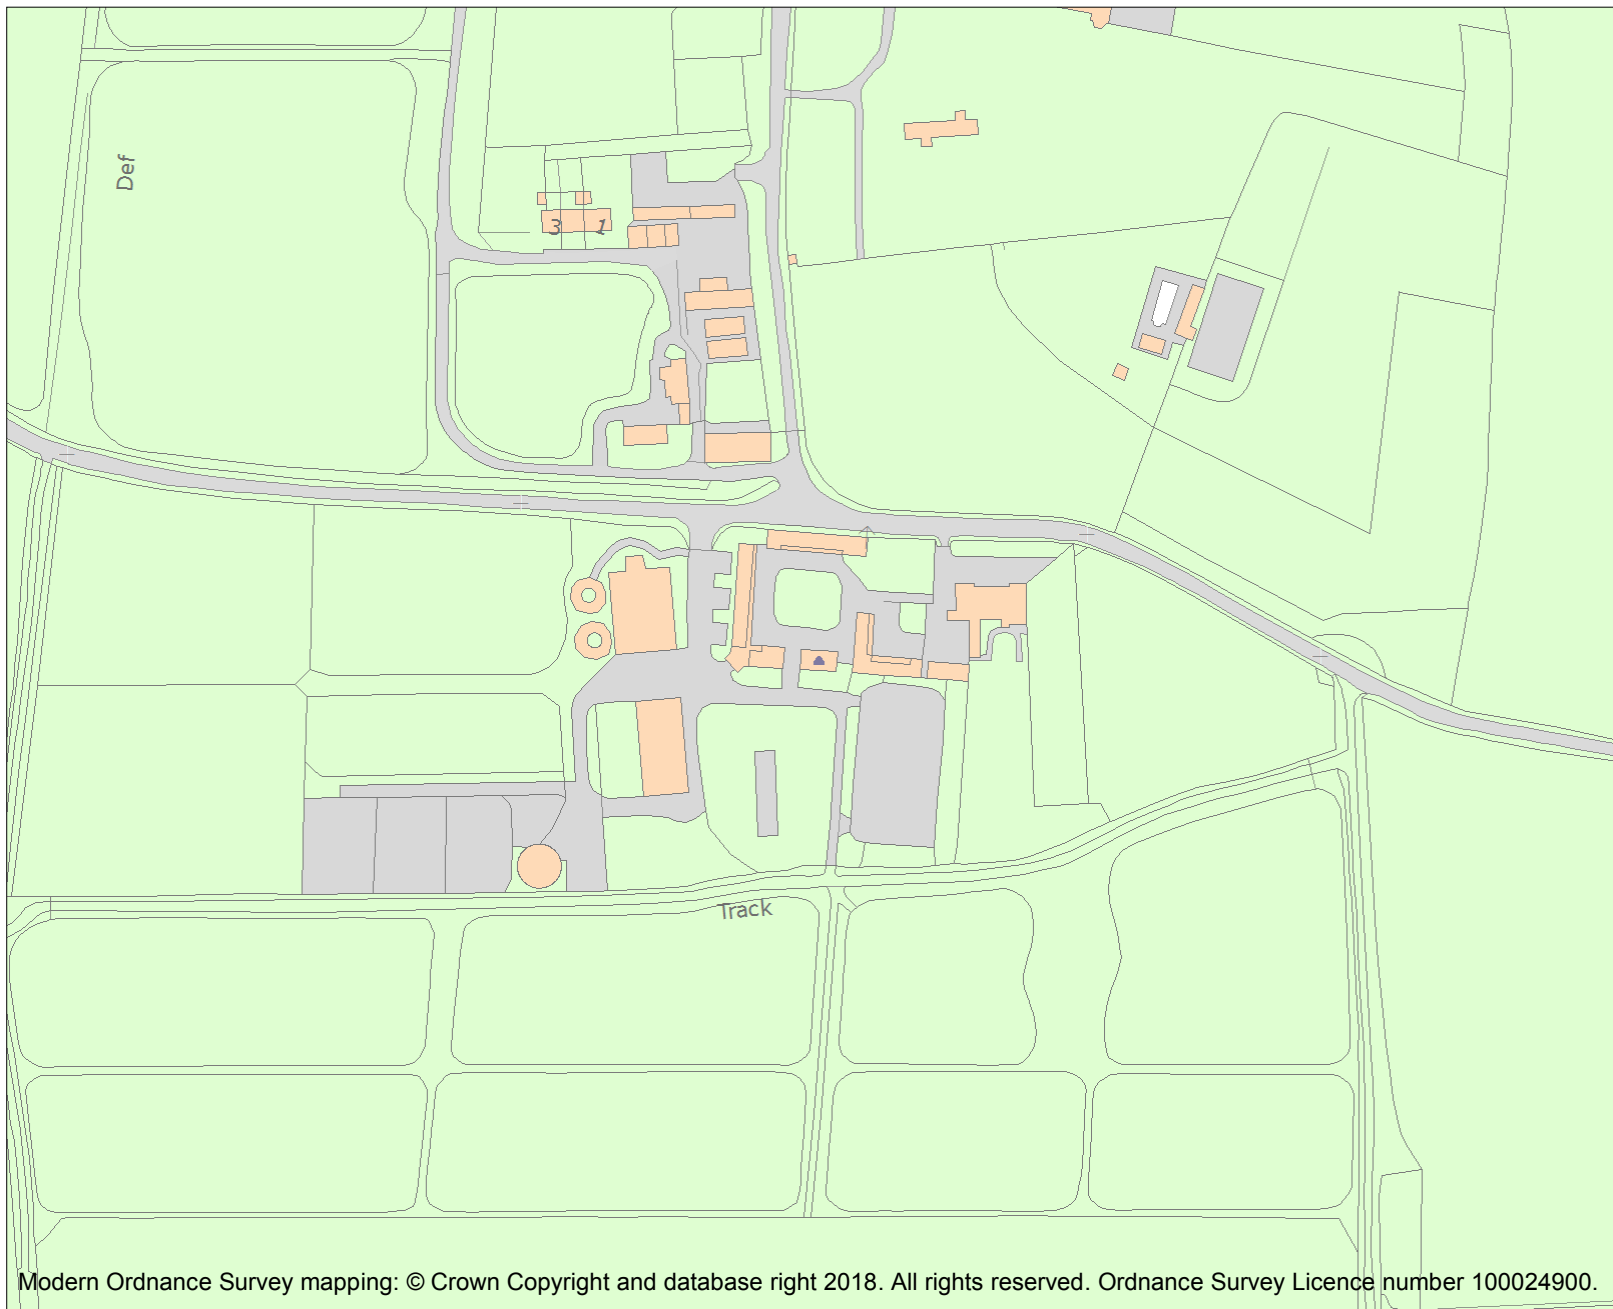 Def
3 1
Track
Modern Ordnance Survey mapping: © Crown Copyright and database right 2018. All rights reserved. Ordnance Survey Licence number 100024900.